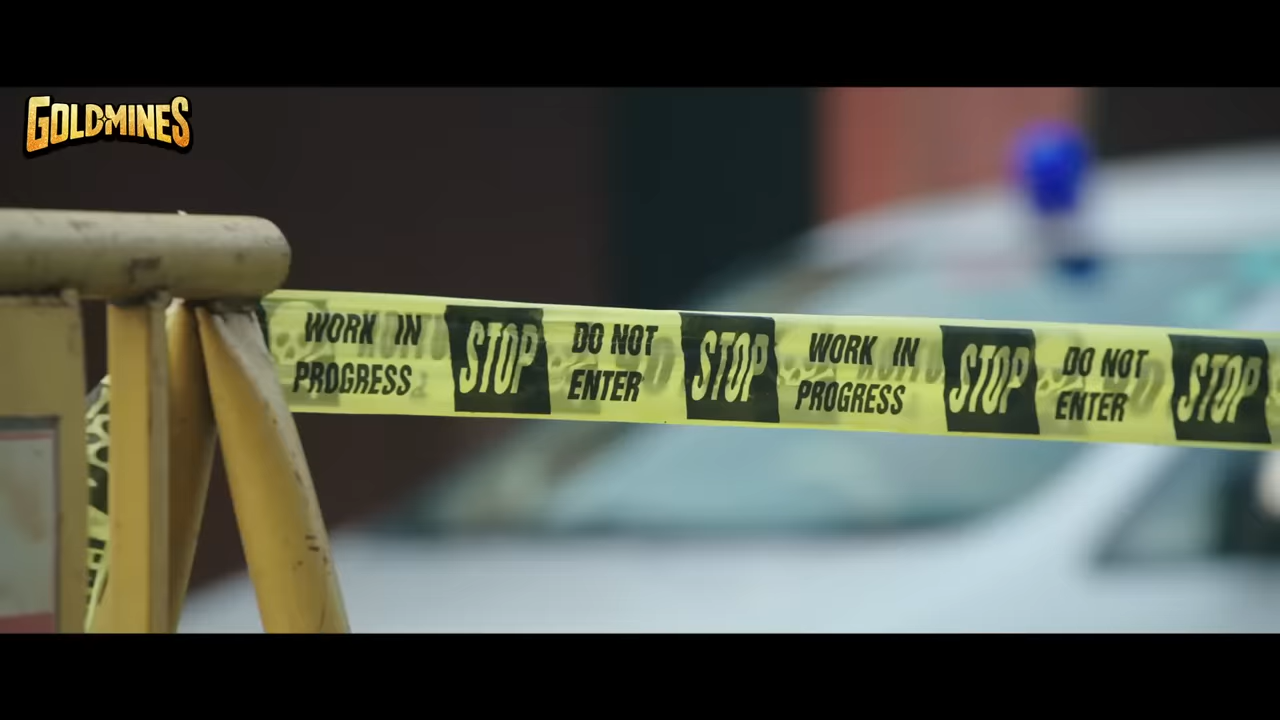 GOLDMINES
WORK IN
PROGRESS
STOP
DO NOT
ENTER
STOP
WORK IN
PROGRESS
STOP
DO NOT
ENTER
STOP